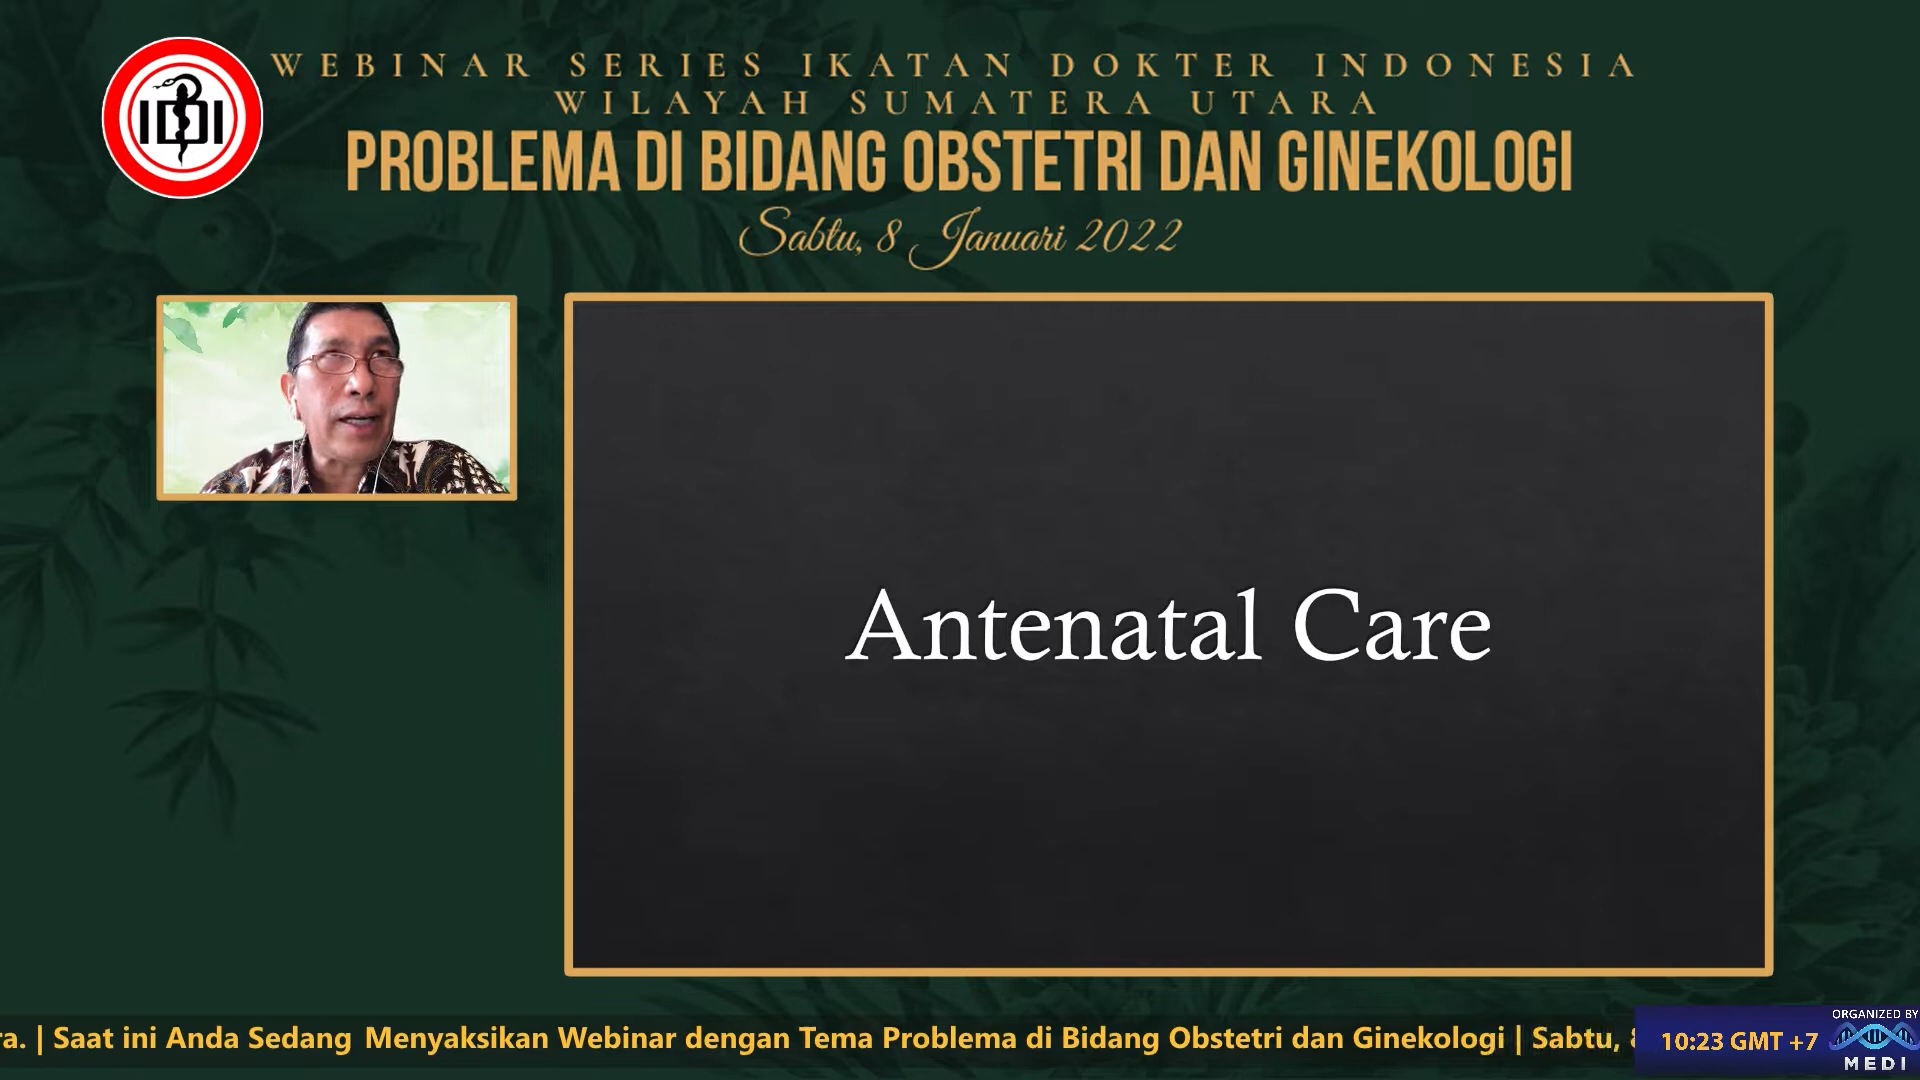 WEBINAR SERIES IKATAN DOKTER INDONESIA
WILAYAH SUMATERA UTARA
PROBLEMA DI BIDANG OBSTETRI DAN GINEKOLOGI
Sabtu, 8 Januari 2022
IDI
Antenatal Care
ra. | Saat ini Anda Sedang Menyaksikan Webinar dengan Tema Problema di Bidang Obstetri dan Ginekologi | Sabtu, 8
10:23 GMT +7
ORGANIZED BY
MEDI